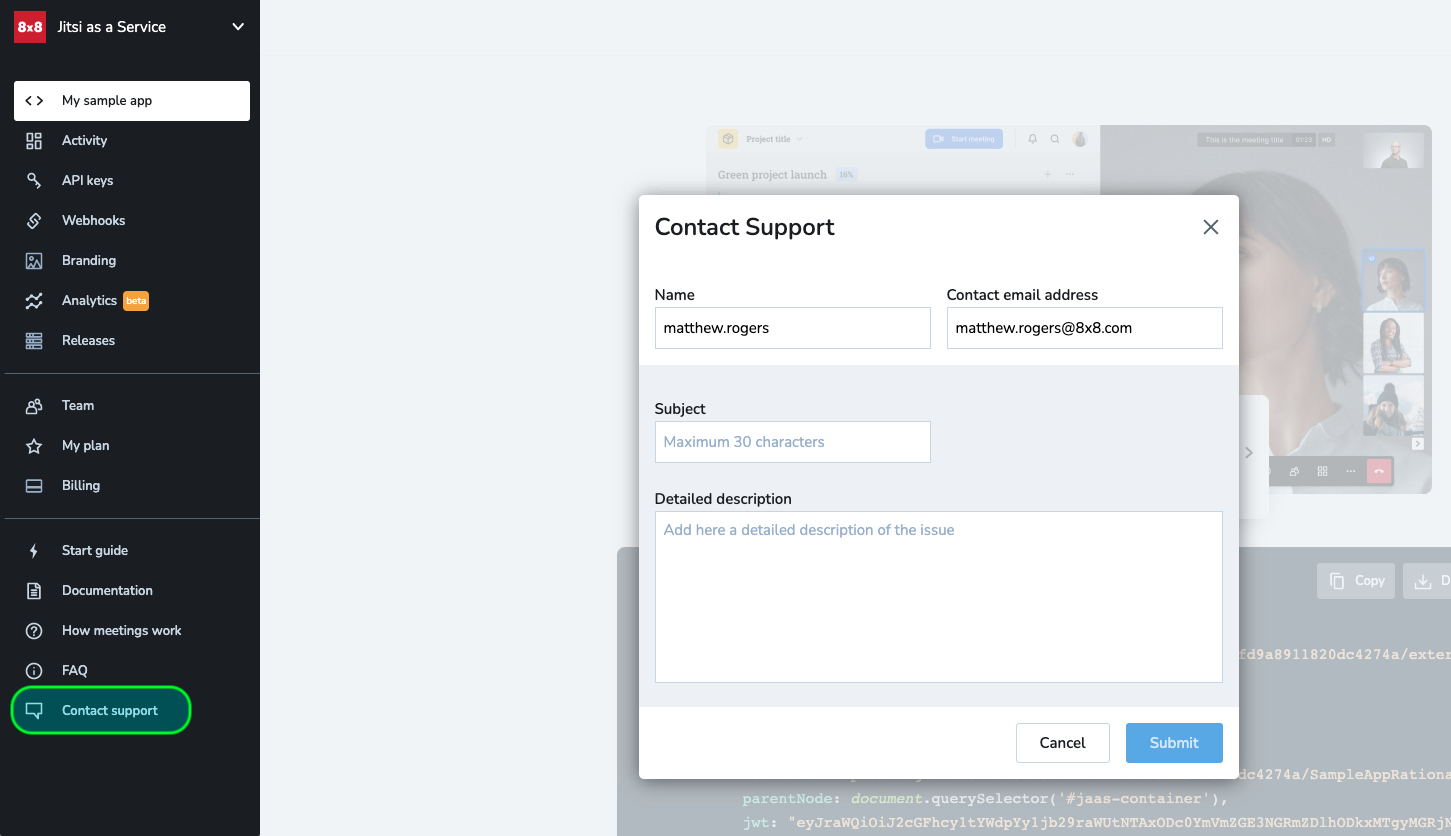 8x8 Jitsi as a Service
My sample app
Activity
API keys
Webhooks
Branding
Analytics beta
Releases
Team
My plan
Billing
Start guide
Documentation
How meetings work
FAQ
Contact support
Project title
Start meeting
Green project launch 16%
This is the meeting title 01:23 HD
Contact Support
Name
matthew.rogers
Contact email address
matthew.rogers@8x8.com
Subject
Maximum 30 characters
Detailed description
Add here a detailed description of the issue
Cancel Submit
Copy D
fd9a8911820dc4274a/exter
dc4274a/SampleAppRationa
parentNode: document.querySelector('#jaas-container'),